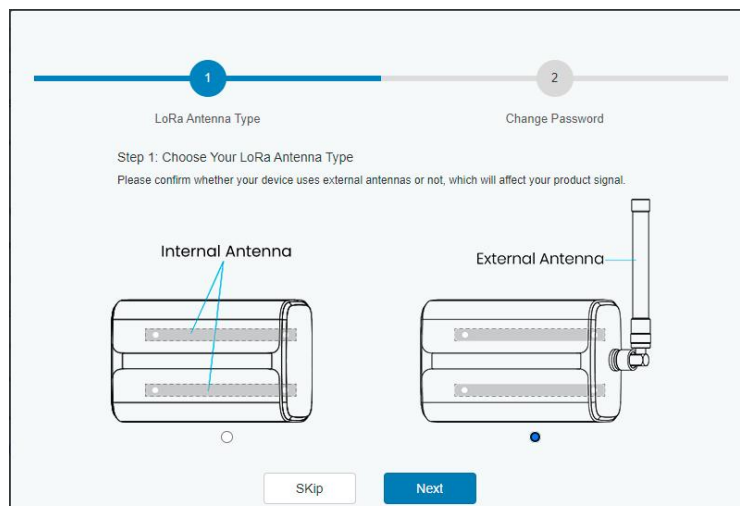 1
2
LoRa Antenna Type
Change Password
Step 1: Choose Your LoRa Antenna Type
Please confirm whether your device uses external antennas or not, which will affect your product signal.
Internal Antenna
External Antenna
SKip
Next